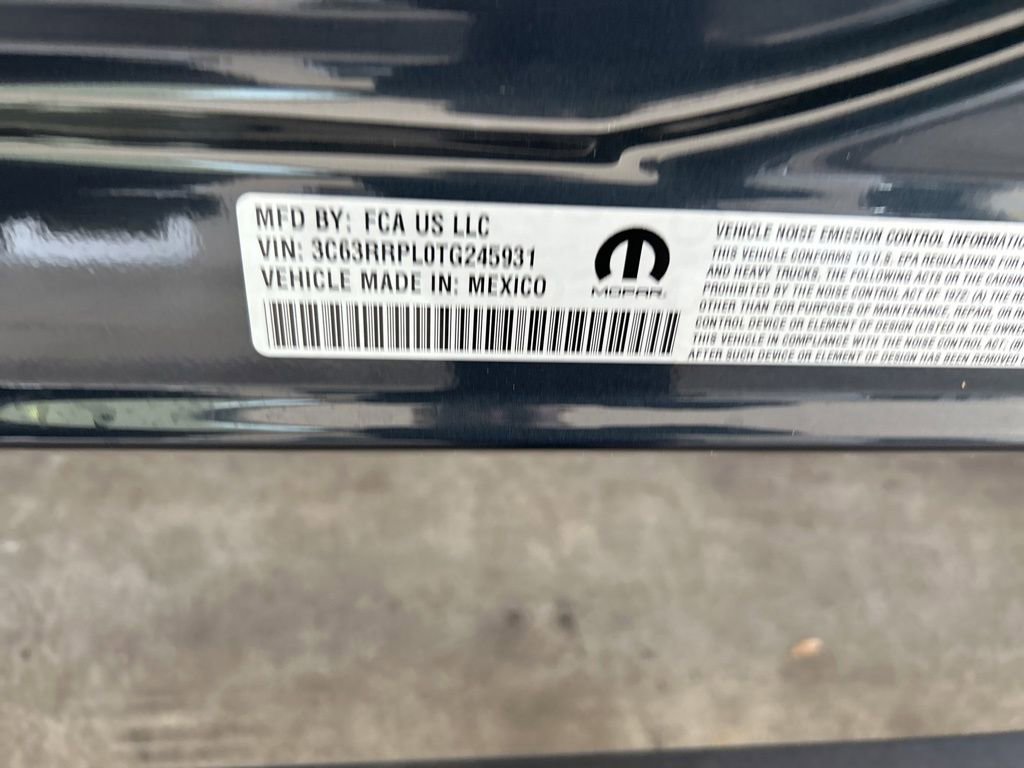 MFD BY: FCA US LLC
VIN: 3C63RRPL0TG245931
VEHICLE MADE IN: MEXICO
MOPAR
VEHICLE NOISE EMISSION CONTROL INFORMATIO
THIS VEHICLE CONFORMS TO U.S. EPA REGULATIONS FOR
AND HEAVY TRUCKS. THE FOLLOWING ACTS OR THE
PROHIBITED BY THE NOISE CONTROL ACT OF 1972. (A) THE RE
OTHER THAN FOR PURPOSES OF MAINTENANCE, REPAIR, OR
CONTROL DEVICE OR ELEMENT OF DESIGN (LISTED IN THE OWNE
THIS VEHICLE IN COMPLIANCE WITH THE NOISE CONTROL ACT, (B)
AFTER SUCH DEVICE OR ELEMENT OF DESIGN HAS BEEN REMOVED